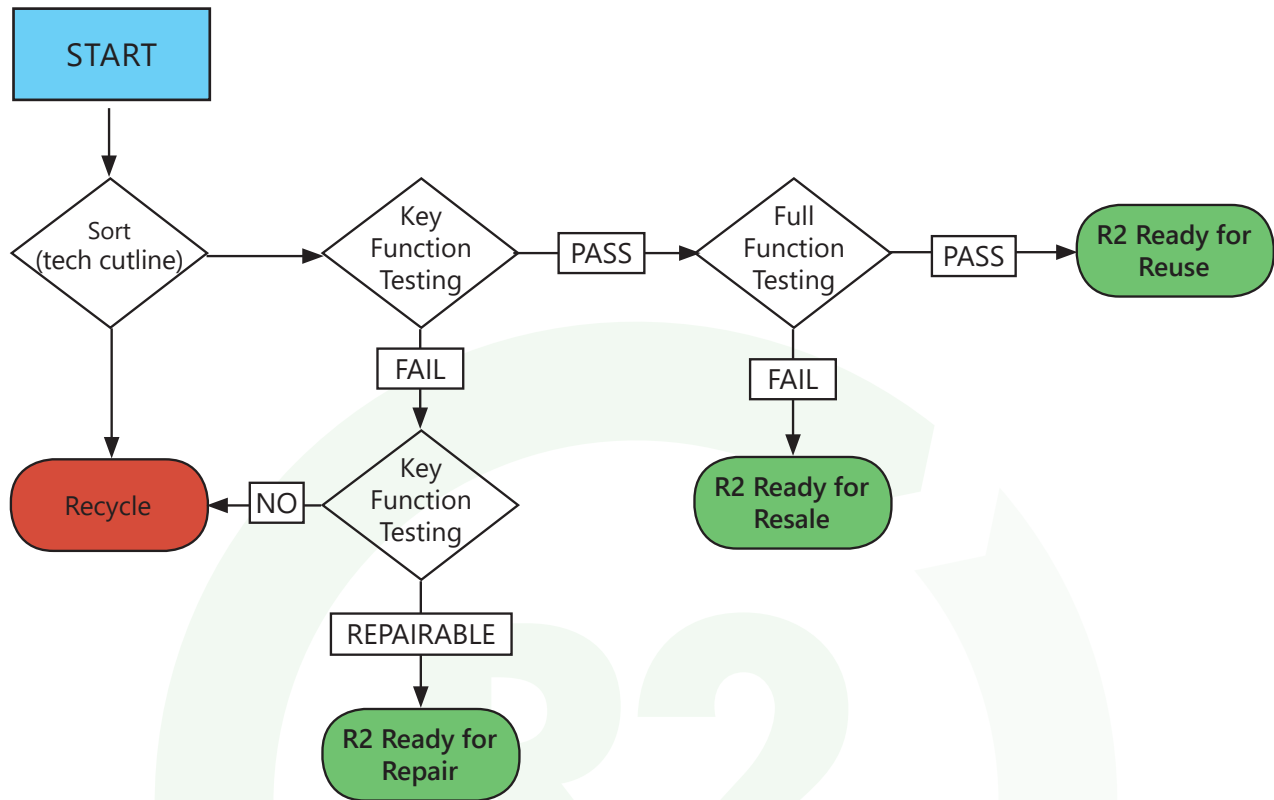 START
Sort
(tech cutline)
Key
Function
Testing
PASS
Full
Function
Testing
PASS
R2 Ready for
Reuse
FAIL
FAIL
Recycle
NO
Key
Function
Testing
R2 Ready for
Resale
REPAIRABLE
R2 Ready for
Repair
R2